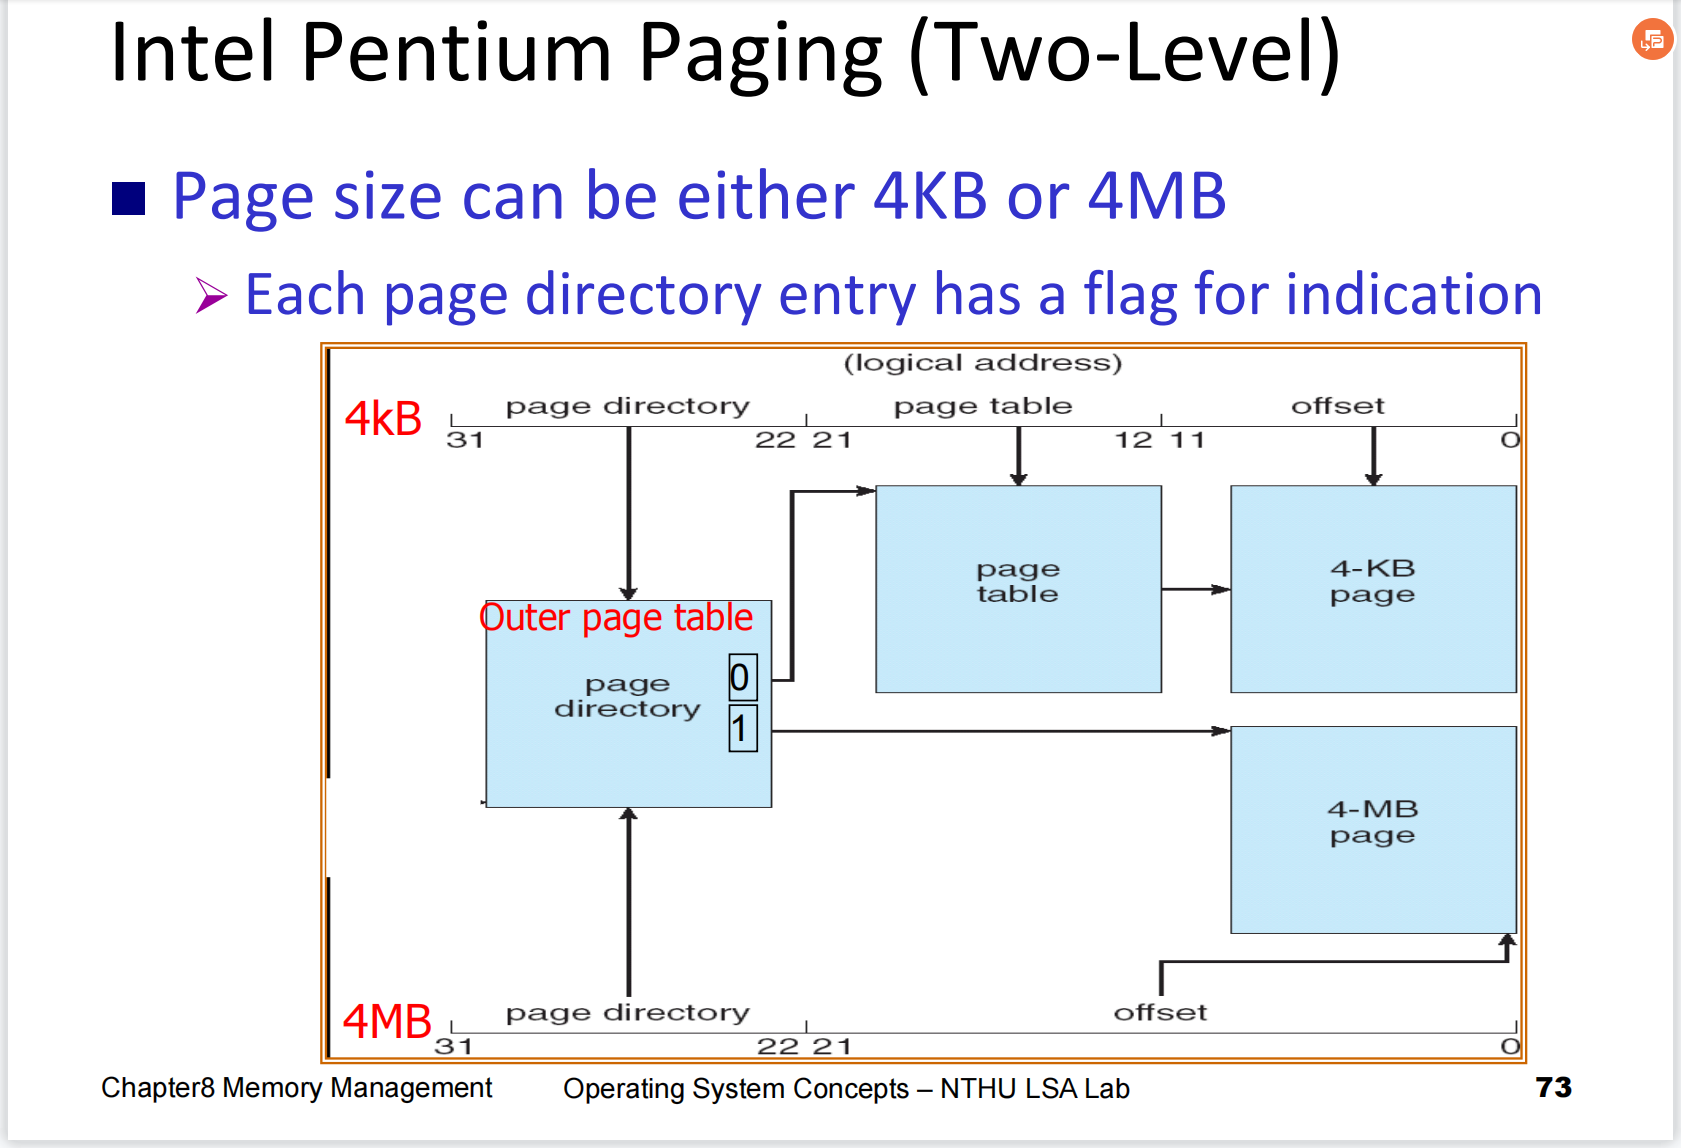 Intel Pentium Paging (Two-Level)
Page size can be either 4KB or 4MB
Each page directory entry has a flag for indication
(logical address)
4kB page directory page table offset
31 22 21 12 11 0
page
table
4-KB
page
Outer page table
page
directory
0
1
4-MB
page
4MB page directory offset
31 22 21 0
Chapter8 Memory Management Operating System Concepts – NTHU LSA Lab 73